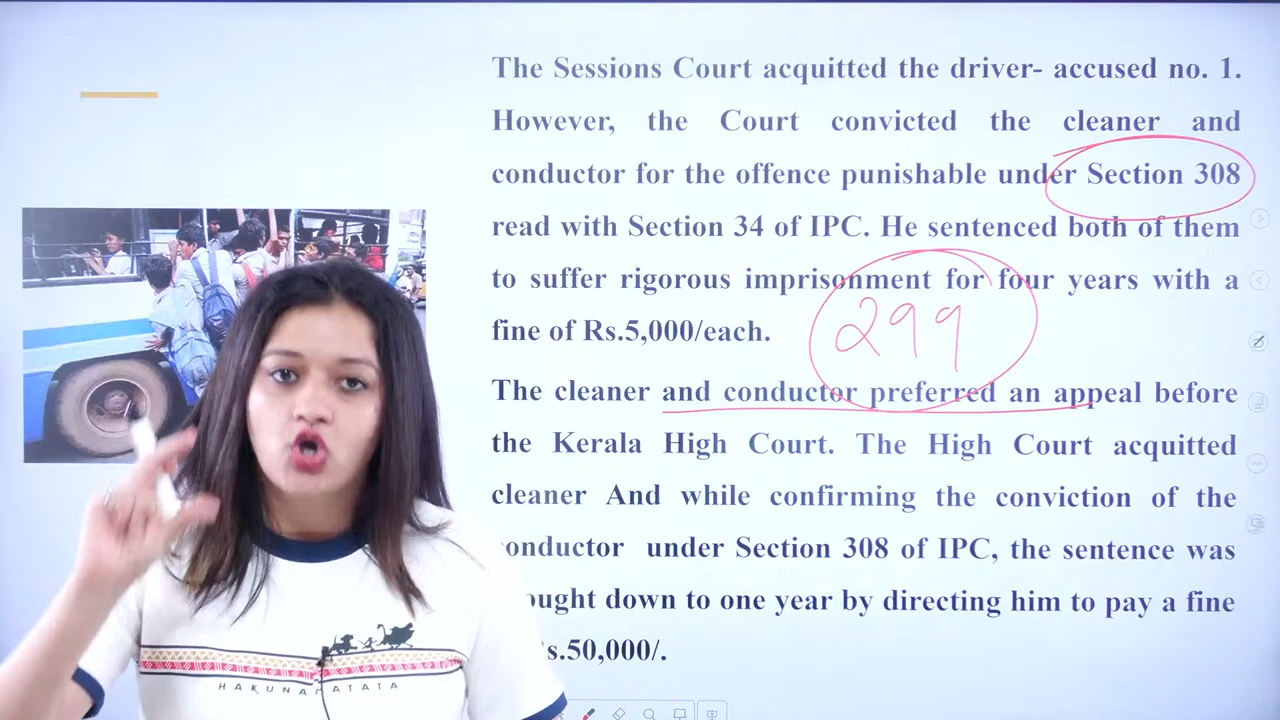 The Sessions Court acquitted the driver- accused no. 1.
However, the Court convicted the cleaner and
conductor for the offence punishable under Section 308
read with Section 34 of IPC. He sentenced both of them
to suffer rigorous imprisonment for four years with a
fine of Rs.5,000/each.
299
The cleaner and conductor preferred an appeal before
the Kerala High Court. The High Court acquitted
cleaner And while confirming the conviction of the
onductor under Section 308 of IPC, the sentence was
ought down to one year by directing him to pay a fine
s.50,000/.
HAKUNA MATATA